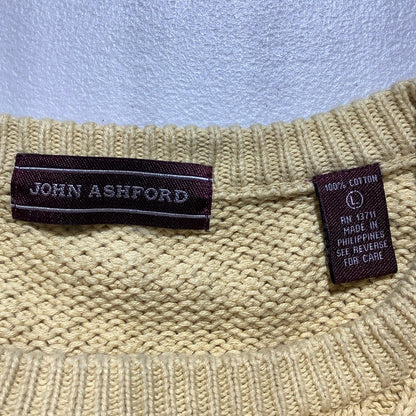 JOHN ASHFORD
100% COTTON
L
RN 13711
MADE IN
PHILIPPINES
SEE REVERSE
FOR CARE